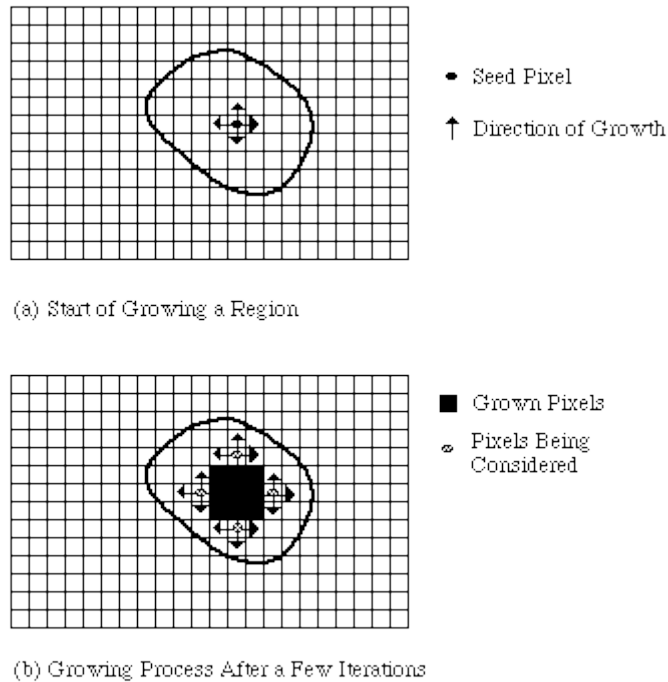 Seed Pixel
Direction of Growth
(a) Start of Growing a Region
Grown Pixels
Pixels Being
Considered
(b) Growing Process After a Few Iterations